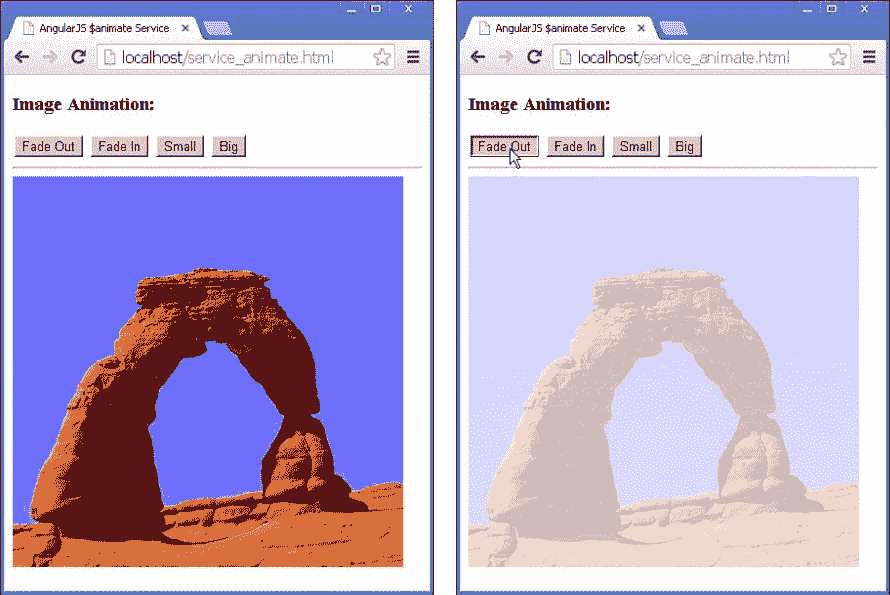 AngularJS $animate Service
localhost/service_animate.html
Image Animation:
Fade Out Fade In Small Big
AngularJS $animate Service
localhost/service_animate.html
Image Animation:
Fade Out Fade In Small Big